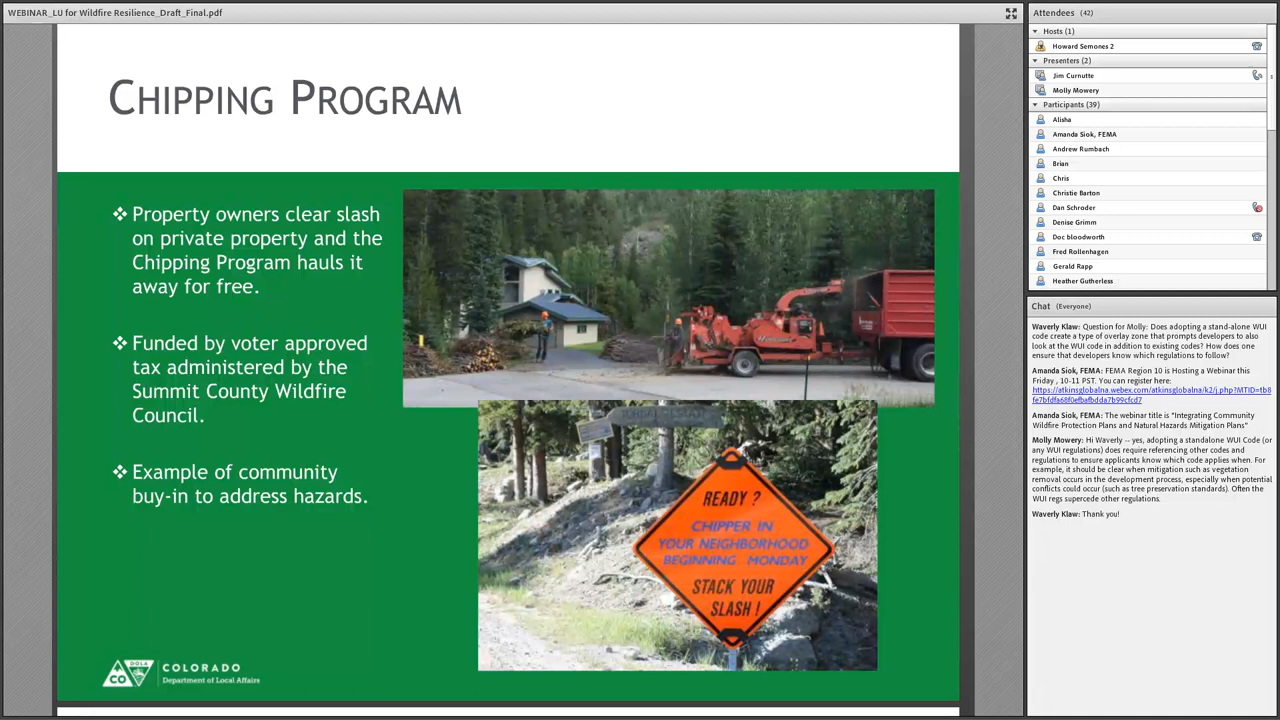 WEBINAR_LU for Wildfire Resilience_Draft_Final.pdf
CHIPPING PROGRAM
❖ Property owners clear slash
on private property and the
Chipping Program hauls it
away for free.
❖ Funded by voter approved
tax administered by the
Summit County Wildfire
Council.
❖ Example of community
buy-in to address hazards.
READY ?
CHIPPER IN
YOUR NEIGHBORHOOD
BEGINNING MONDAY
STACK YOUR
SLASH !
CO
DOLA
COLORADO
Department of Local Affairs
Attendees (42)
Hosts (1)
Howard Semones 2
Presenters (2)
Jim Curnutte
Molly Mowery
Participants (39)
Alisha
Amanda Siok, FEMA
Andrew Rumbach
Brian
Chris
Christie Barton
Dan Schroder
Denise Grimm
Doc bloodworth
Fred Rollenhagen
Gerald Rapp
Heather Gutherless
Chat (Everyone)
Waverly Klaw: Question for Molly: Does adopting a stand-alone WUI
code create a type of overlay zone that prompts developers to also
look at the WUI code in addition to existing codes? How does one
ensure that developers know which regulations to follow?
Amanda Siok, FEMA: FEMA Region 10 is Hosting a Webinar this
Friday , 10-11 PST. You can register here:
Amanda Siok, FEMA: The webinar title is "Integrating Community
Wildfire Protection Plans and Natural Hazards Mitigation Plans"
Molly Mowery: Hi Waverly -- yes, adopting a standalone WUI Code (or
any WUI regulations) does require referencing other codes and
regulations to ensure applicants know which code applies when. For
example, it should be clear when mitigation such as vegetation
removal occurs in the development process, especially when potential
conflicts could occur (such as tree preservation standards). Often the
WUI regs supercede other regulations.
Waverly Klaw: Thank you!